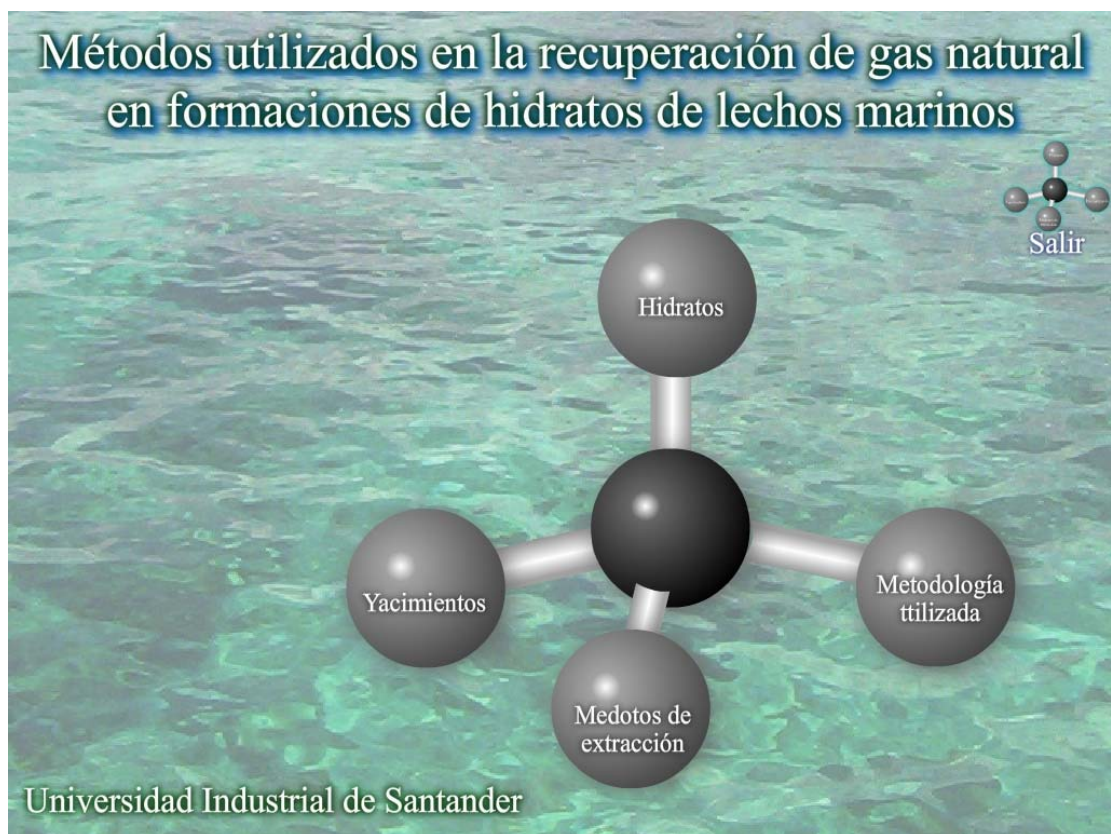 Métodos utilizados en la recuperación de gas natural
en formaciones de hidratos de lechos marinos
Salir
Hidratos
Yacimientos
Metodología
ttilizada
Medotos de
extracción
Universidad Industrial de Santander